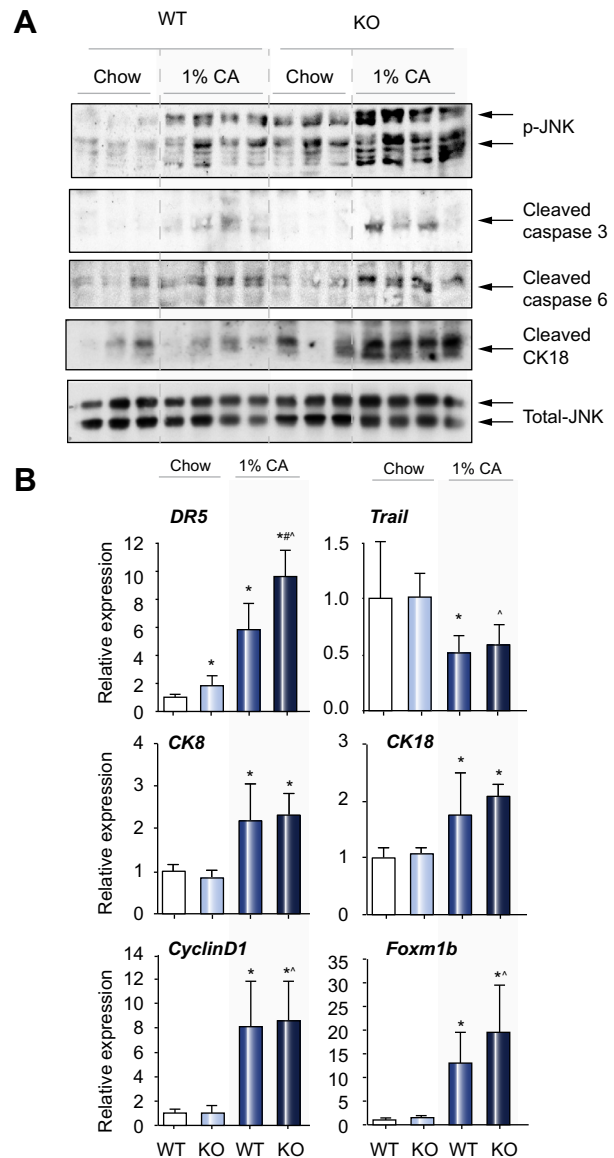 A
WT KO
Chow 1% CA Chow 1% CA
p-JNK
Cleaved
caspase 3
Cleaved
caspase 6
Cleaved
CK18
Total-JNK
B
Chow 1% CA Chow 1% CA
DR5 Trail
Relative expression
12
10
8
6
4
2
0
* * *#^
1.5
1.0
0.5
0.0
* ^
CK8 CK18
Relative expression
4
3
2
1
0
* *
3
2
1
0
* *
CyclinD1 Foxm1b
Relative expression
14
12
10
8
6
4
2
0
* *^
35
30
25
20
15
10
5
0
* *^
WT KO WT KO WT KO WT KO